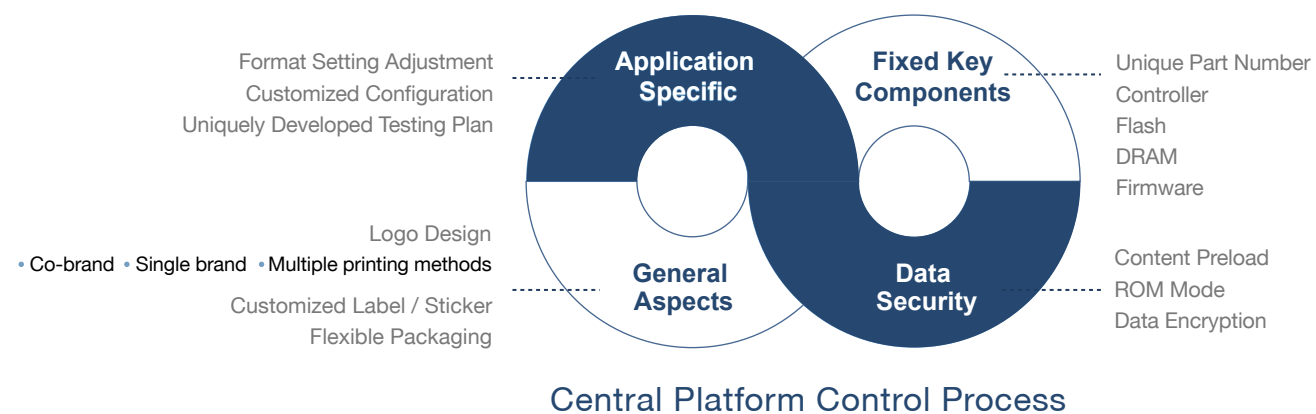 Format Setting Adjustment
Customized Configuration
Uniquely Developed Testing Plan
Application
Specific
Fixed Key
Components
Unique Part Number
Controller
Flash
DRAM
Firmware
Logo Design
• Co-brand • Single brand • Multiple printing methods
Customized Label / Sticker
Flexible Packaging
General
Aspects
Data
Security
Content Preload
ROM Mode
Data Encryption
Central Platform Control Process